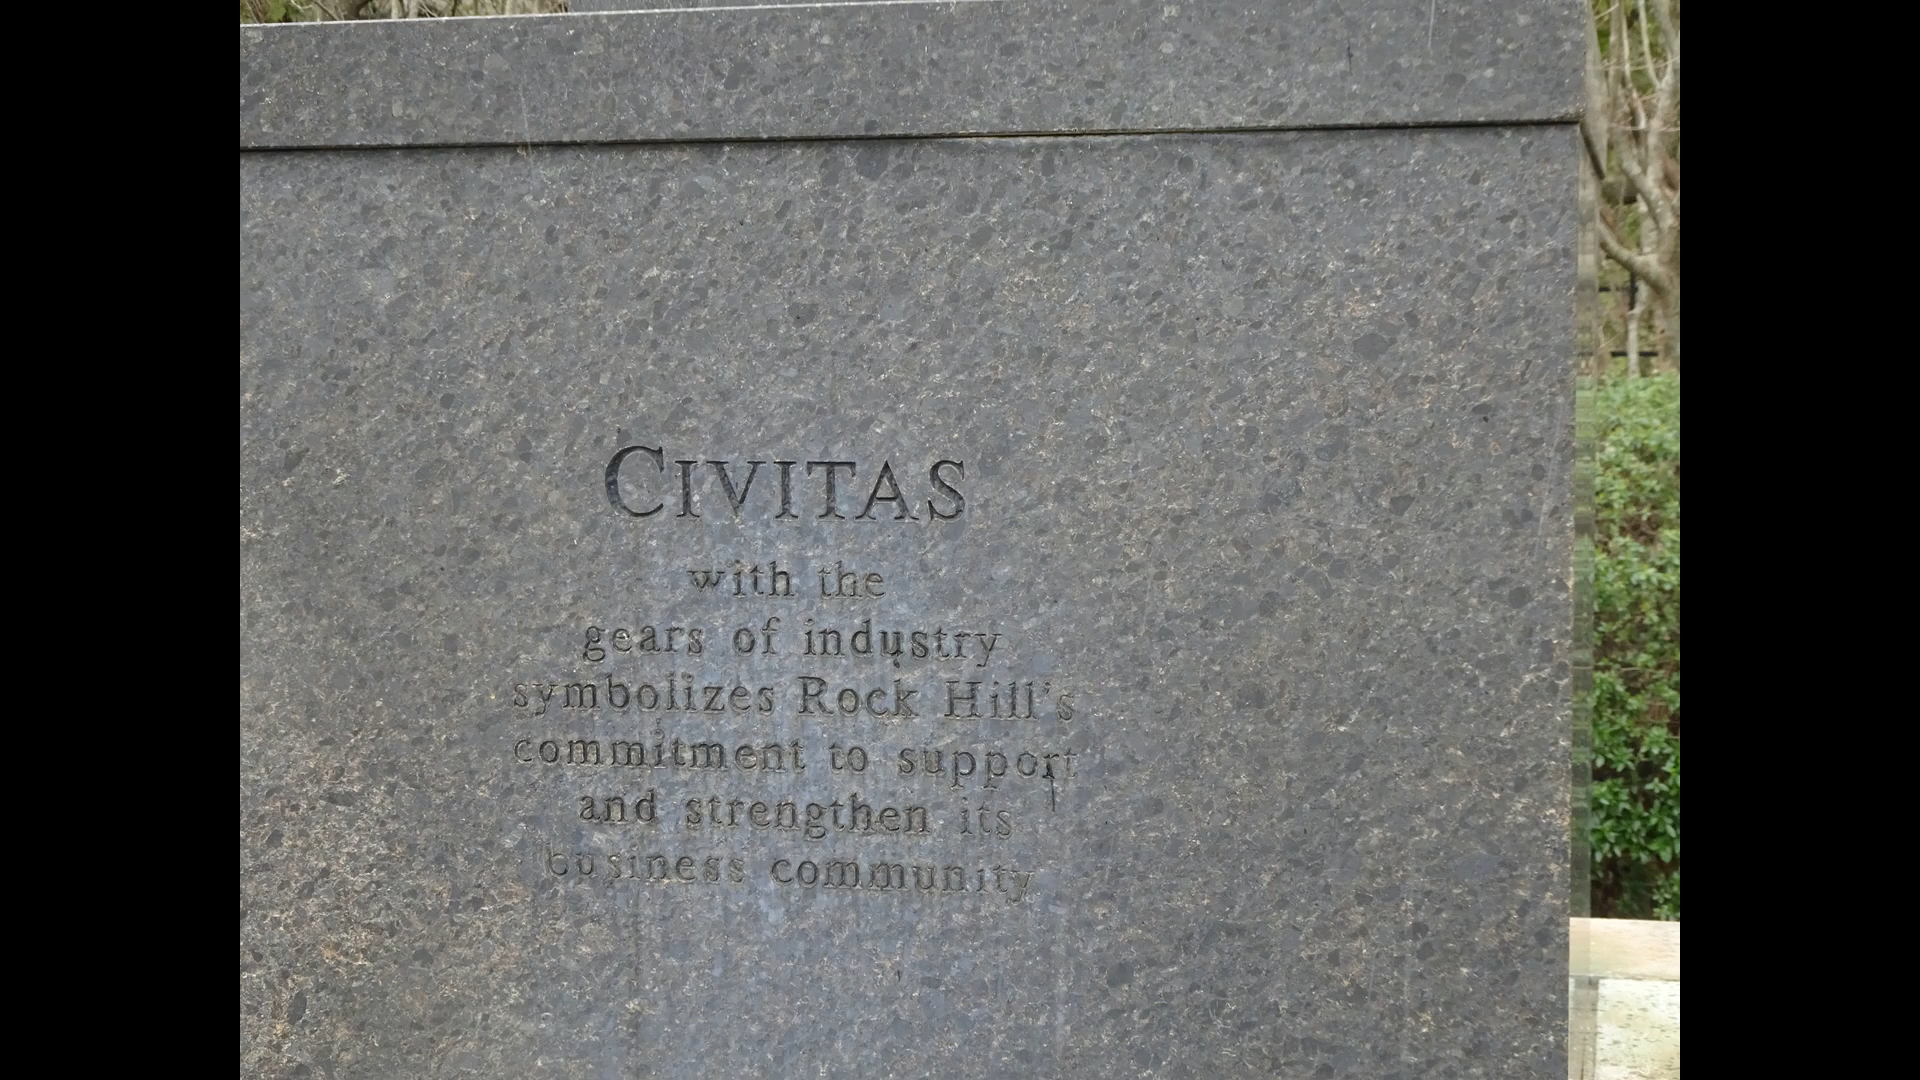 CIVITAS
with the
gears of industry
symbolizes Rock Hill's
commitment to support
and strengthen its
business community